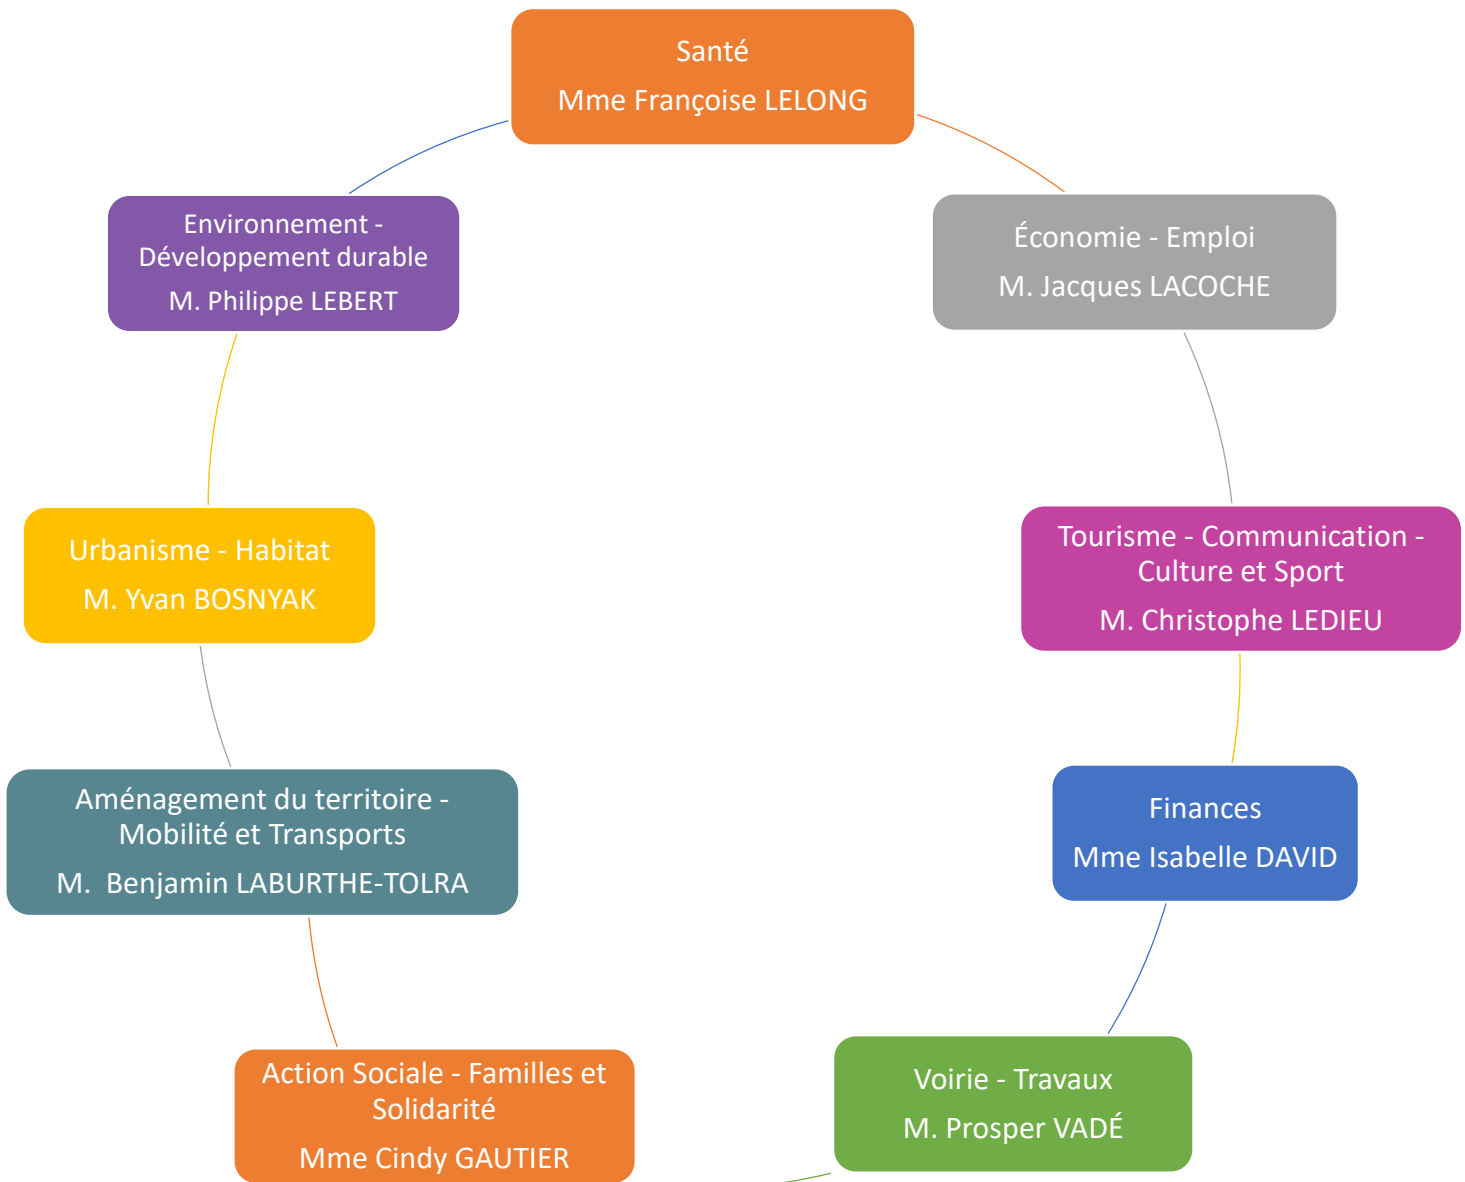 Santé
Mme Françoise LELONG
Environnement -
Développement durable
M. Philippe LEBERT
Économie - Emploi
M. Jacques LACOCHE
Urbanisme - Habitat
M. Yvan BOSNYAK
Tourisme - Communication -
Culture et Sport
M. Christophe LEDIEU
Aménagement du territoire -
Mobilité et Transports
M.  Benjamin LABURTHE-TOLRA
Finances
Mme Isabelle DAVID
Action Sociale - Familles et
Solidarité
Mme Cindy GAUTIER
Voirie - Travaux
M. Prosper VADÉ